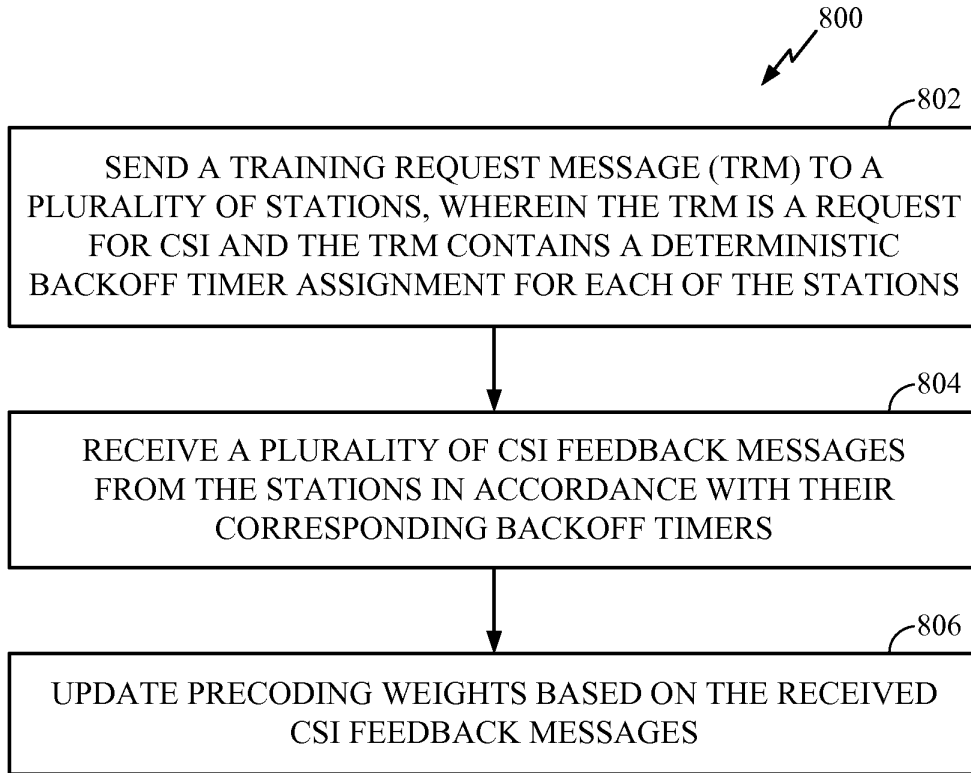 800
802
SEND A TRAINING REQUEST MESSAGE (TRM) TO A
PLURALITY OF STATIONS, WHEREIN THE TRM IS A REQUEST
FOR CSI AND THE TRM CONTAINS A DETERMINISTIC
BACKOFF TIMER ASSIGNMENT FOR EACH OF THE STATIONS
804
RECEIVE A PLURALITY OF CSI FEEDBACK MESSAGES
FROM THE STATIONS IN ACCORDANCE WITH THEIR
CORRESPONDING BACKOFF TIMERS
806
UPDATE PRECODING WEIGHTS BASED ON THE RECEIVED
CSI FEEDBACK MESSAGES